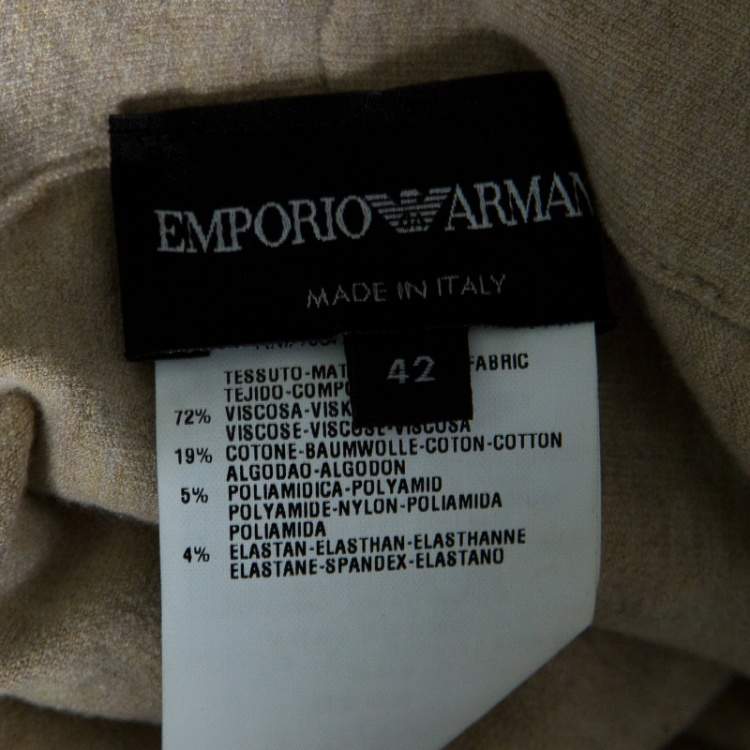 EMPORIO ARMAN
MADE IN ITALY
42
TESSUTO-MAT FABRIC
TEJIDO-COMPO
72% VISCOSA-VISK
VISCOSE-VISCOSE-VISCOSA
19% COTONE-BAUMWOLLE-COTON-COTTON
ALGODAO-ALGODON
5% POLIAMIDICA-POLYAMID
POLYAMIDE-NYLON-POLIAMIDA
POLIAMIDA
4% ELASTAN-ELASTHAN-ELASTHANNE
ELASTANE-SPANDEX-ELASTANO